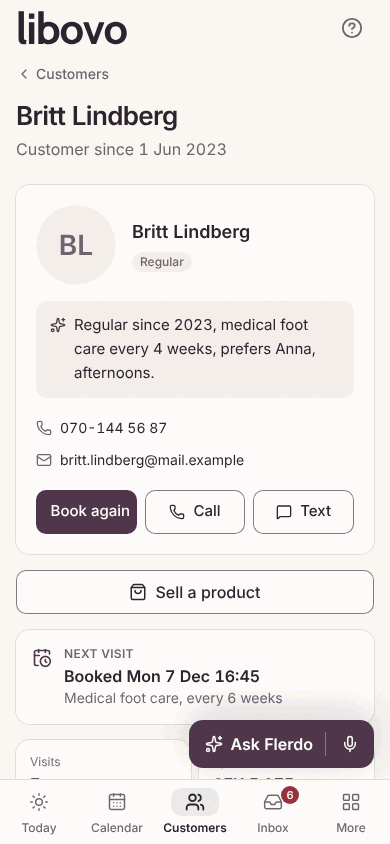 libovo
Customers
Britt Lindberg
Customer since 1 Jun 2023
BL
Britt Lindberg
Regular
Regular since 2023, medical foot
care every 4 weeks, prefers Anna,
afternoons.
070-144 56 87
britt.lindberg@mail.example
Book again
Call
Text
Sell a product
NEXT VISIT
Booked Mon 7 Dec 16:45
Medical foot care, every 6 weeks
Visits
Ask Flerdo
6
Today
Calendar
Customers
Inbox
More